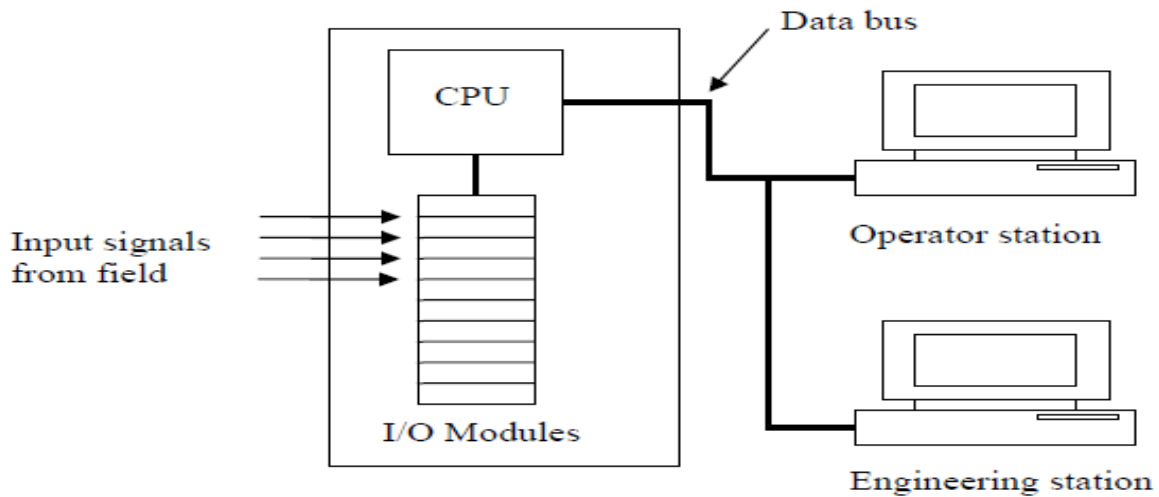 Data bus
CPU
Input signals
from field
Operator station
I/O Modules
Engineering station